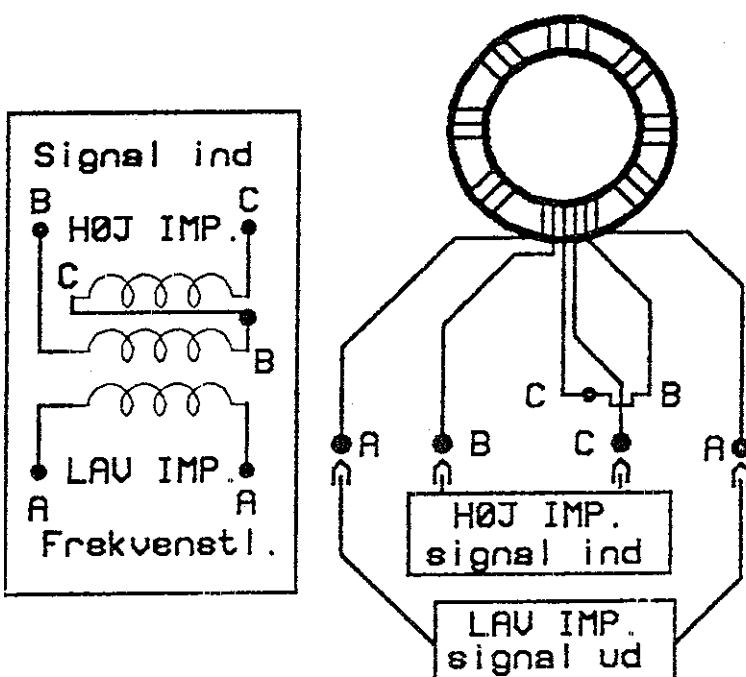 Signal ind
B C
HØJ IMP.
C
B
LAV IMP.
A A
Frekvenstl.
C B
A B C A
HØJ IMP.
signal ind
LAV IMP.
signal ud